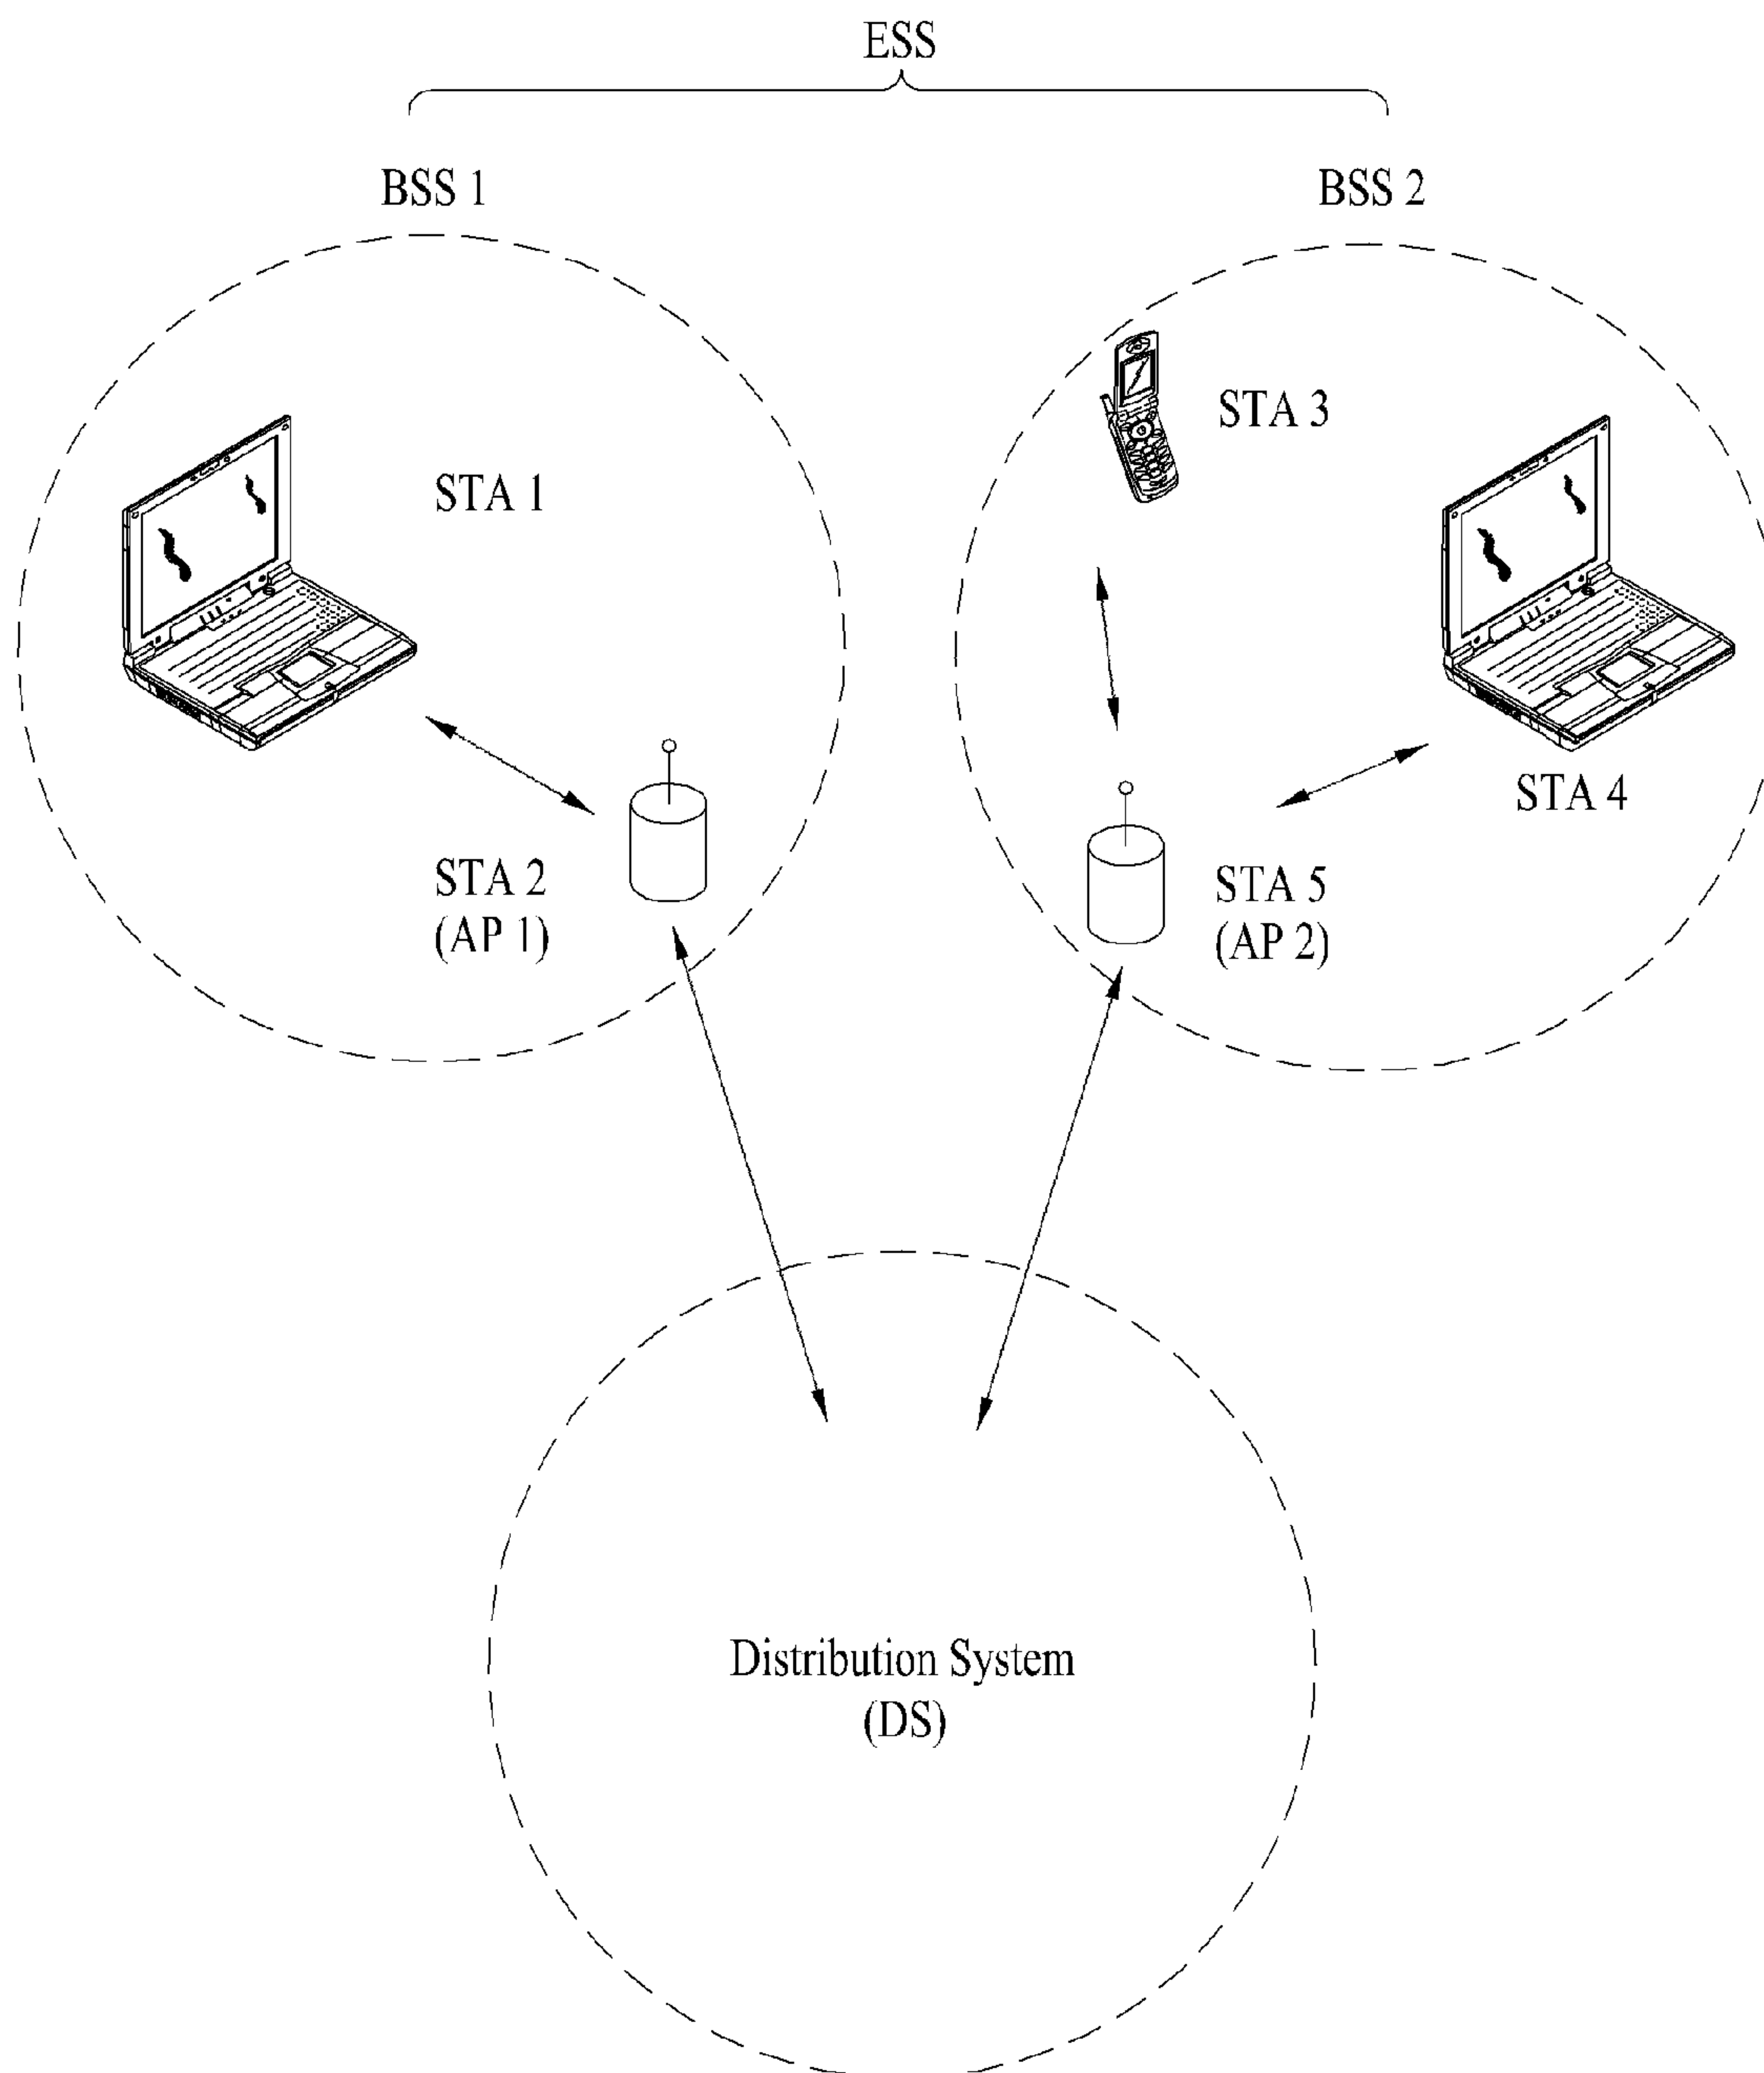 ESS
BSS 1
BSS 2
STA 1
STA 3
STA 4
STA 2
(AP 1)
STA 5
(AP 2)
Distribution System
(DS)